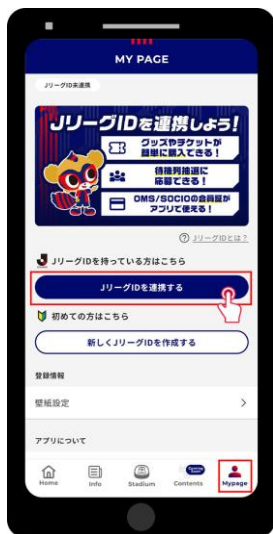 MY PAGE
JリーグID未連携
JリーグIDを連携しよう!
グッズやチケットが
簡単に購入できる!
待機列抽選に
応募できる!
OMS/SOCIOの会員証が
アプリで使える!
JリーグIDとは?
JリーグIDを持っている方はこちら
JリーグIDを連携する
初めての方はこちら
新しくJリーグIDを作成する
登録情報
壁紙設定
アプリについて
Home Info Stadium Contents Mypage